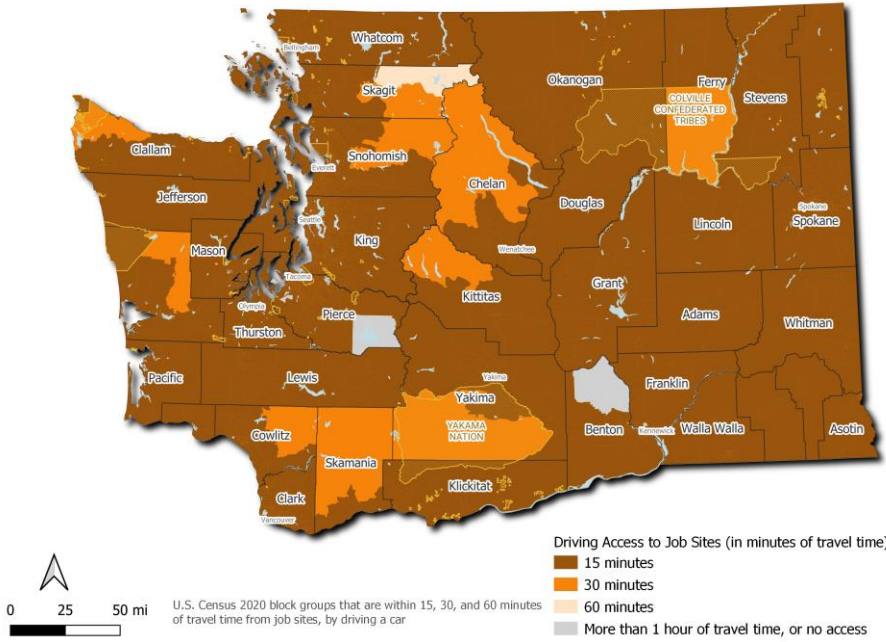 Whatcom
Bellingham
Okanogan
Ferry
Stevens
Skagit
COLVILLE
CONFEDERATED
TRIBES
Clallam
Snohomish
Everett
Chelan
Jefferson
Douglas
Seattle
Lincoln
Spokane
Spokane
Mason
King
Wenatchee
Tacoma
Grant
Kittitas
Olympia
Pierce
Adams
Whitman
Thurston
Pacific
Lewis
Yakima
Yakima
Franklin
Cowlitz
YAKAMA
NATION
Benton
Kennewick
Walla Walla
Asotin
Skamania
Clark
Klickitat
Vancouver
Driving Access to Job Sites (in minutes of travel time)
15 minutes
30 minutes
60 minutes
More than 1 hour of travel time, or no access
0 25 50 mi
U.S. Census 2020 block groups that are within 15, 30, and 60 minutes
of travel time from job sites, by driving a car